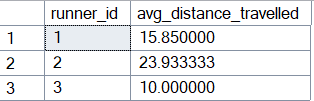 runner_id avg_distance_travelled
1 1 15.850000
2 2 23.933333
3 3 10.000000